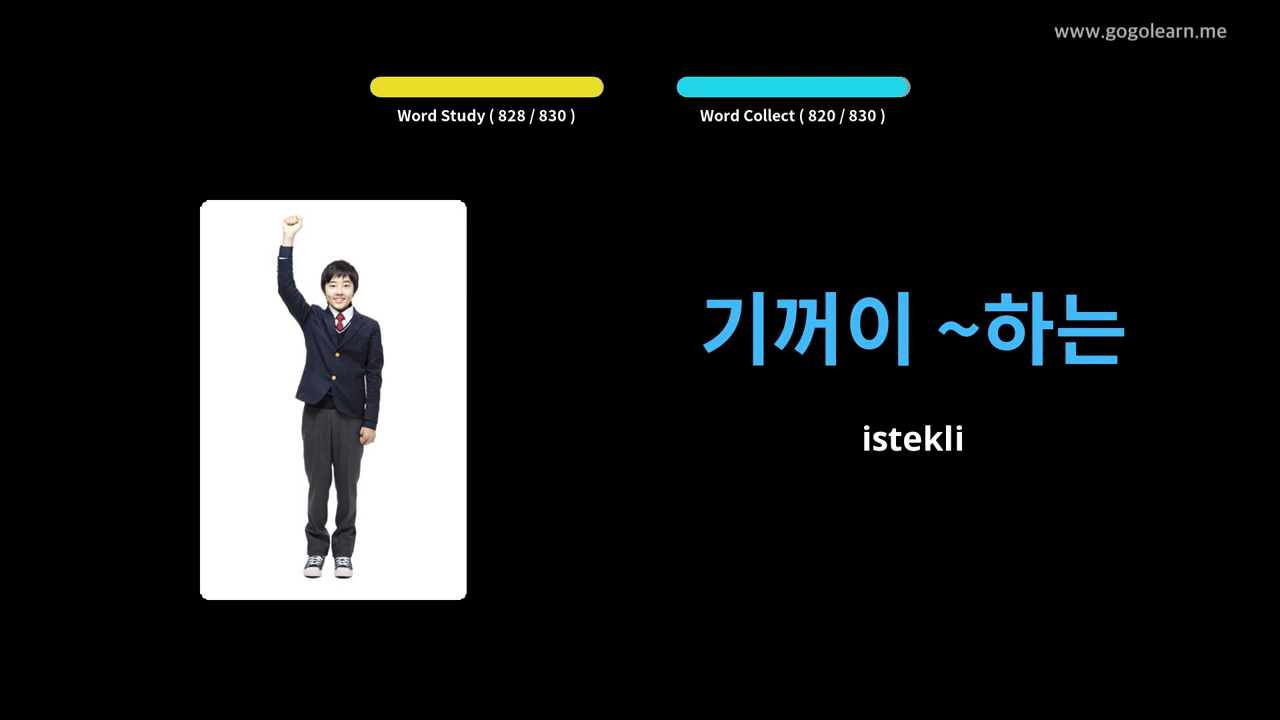 www.gogolearn.me
Word Study ( 828 / 830 )
Word Collect ( 820 / 830 )
기꺼이 ~하는
istekli